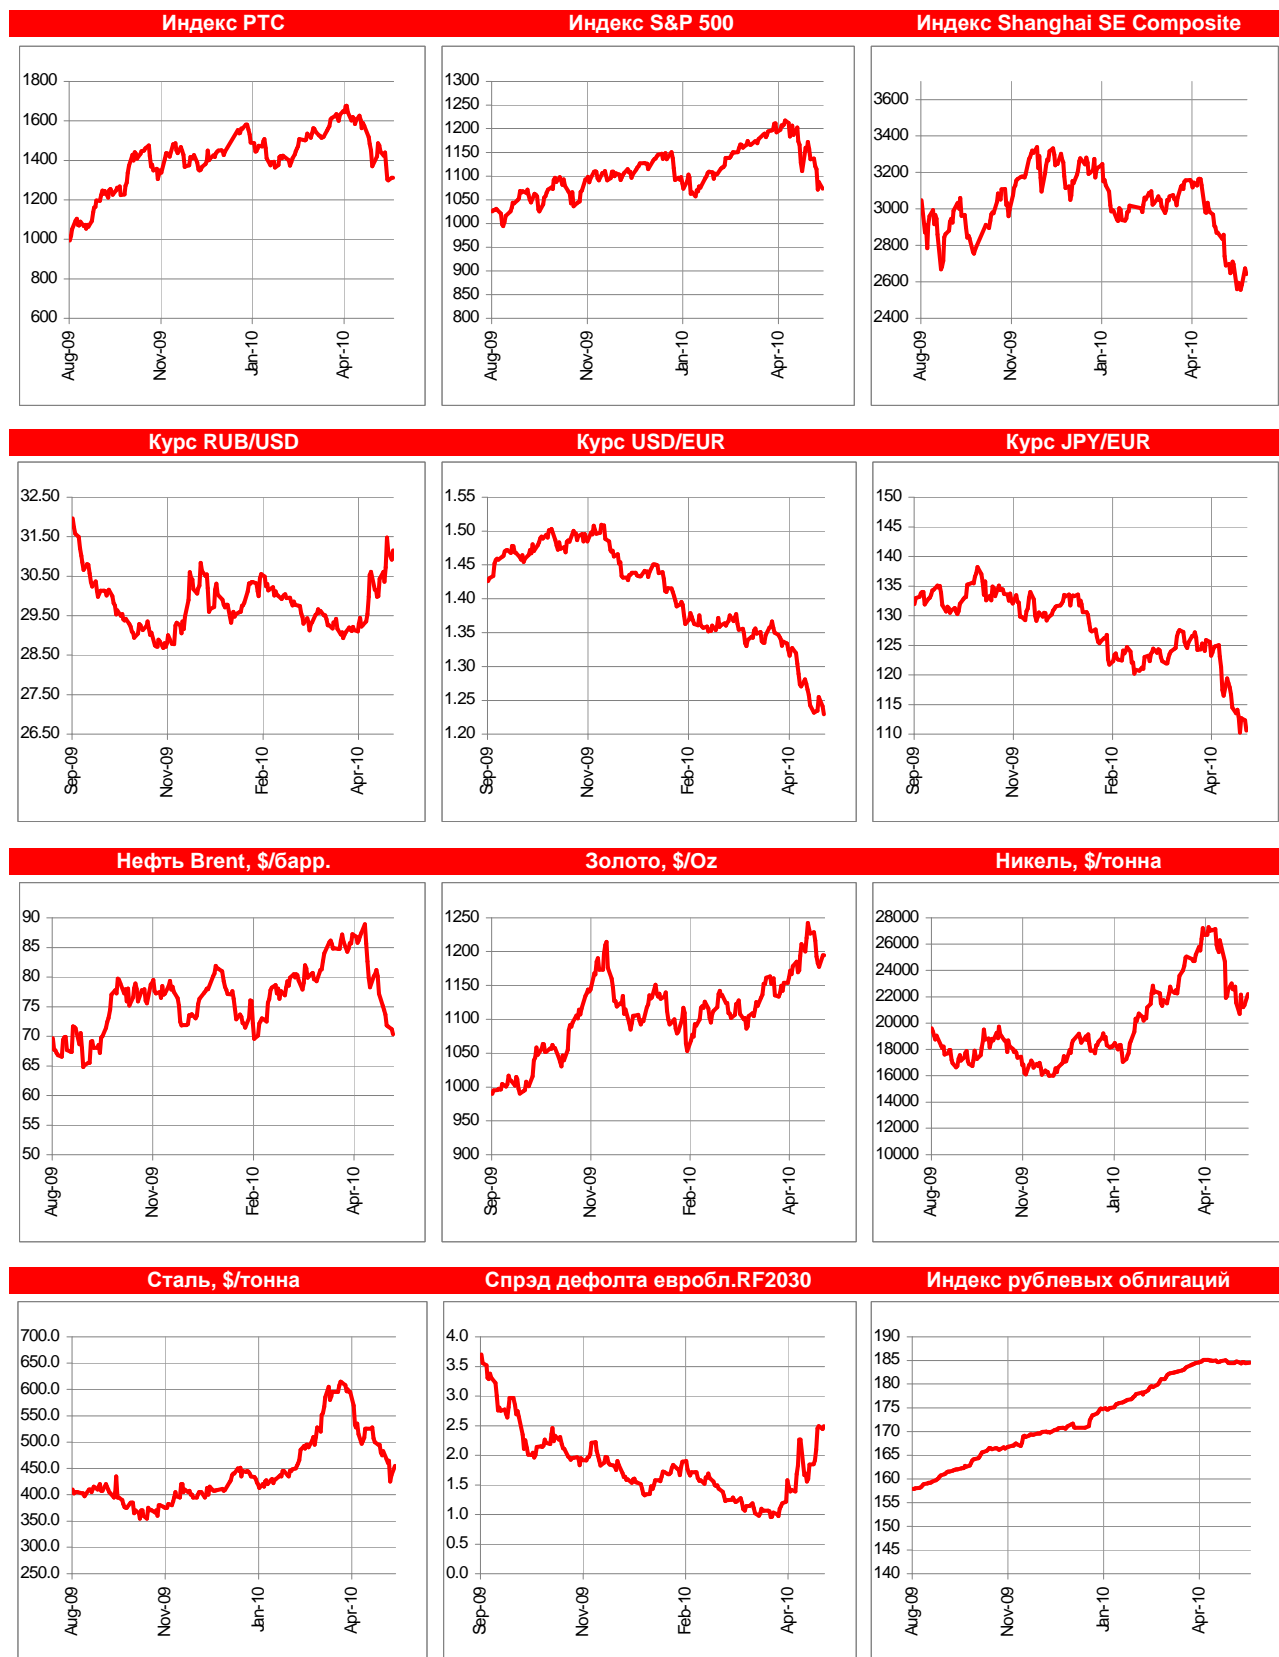 Индекс РТС
1800
1600
1400
1200
1000
800
600
Aug-09
Nov-09
Jan-10
Apr-10
Индекс S&P 500
1300
1250
1200
1150
1100
1050
1000
950
900
850
800
Aug-09
Nov-09
Jan-10
Apr-10
Индекс Shanghai SE Composite
3600
3400
3200
3000
2800
2600
2400
Aug-09
Nov-09
Jan-10
Apr-10
Курс RUB/USD
32.50
31.50
30.50
29.50
28.50
27.50
26.50
Sep-09
Nov-09
Feb-10
Apr-10
Курс USD/EUR
1.55
1.50
1.45
1.40
1.35
1.30
1.25
1.20
Sep-09
Nov-09
Feb-10
Apr-10
Курс JPY/EUR
150
145
140
135
130
125
120
115
110
Sep-09
Nov-09
Feb-10
Apr-10
Нефть Brent, $/барр.
90
85
80
75
70
65
60
55
50
Aug-09
Nov-09
Feb-10
Apr-10
Золото, $/Oz
1250
1200
1150
1100
1050
1000
950
900
Sep-09
Nov-09
Feb-10
Apr-10
Никель, $/тонна
28000
26000
24000
22000
20000
18000
16000
14000
12000
10000
Aug-09
Nov-09
Jan-10
Apr-10
Сталь, $/тонна
700.0
650.0
600.0
550.0
500.0
450.0
400.0
350.0
300.0
250.0
Aug-09
Nov-09
Jan-10
Apr-10
Спрэд дефолта евробл.RF2030
4.0
3.5
3.0
2.5
2.0
1.5
1.0
0.5
0.0
Sep-09
Nov-09
Feb-10
Apr-10
Индекс рублевых облигаций
190
185
180
175
170
165
160
155
150
145
140
Aug-09
Nov-09
Jan-10
Apr-10